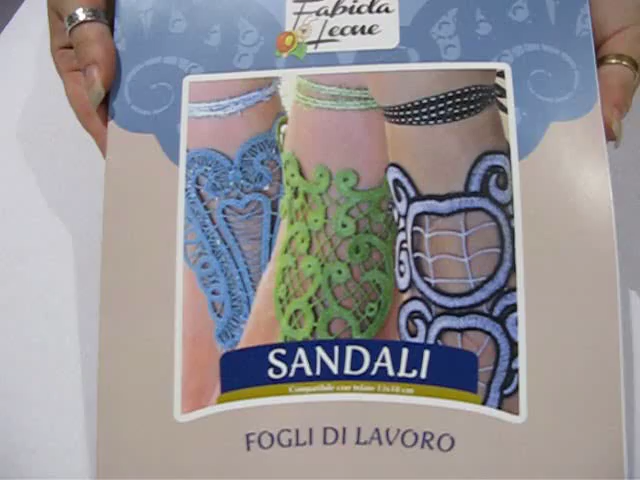 Fabiola
Leone
SANDALI
Compatibile con telaio 13x18 cm
FOGLI DI LAVORO